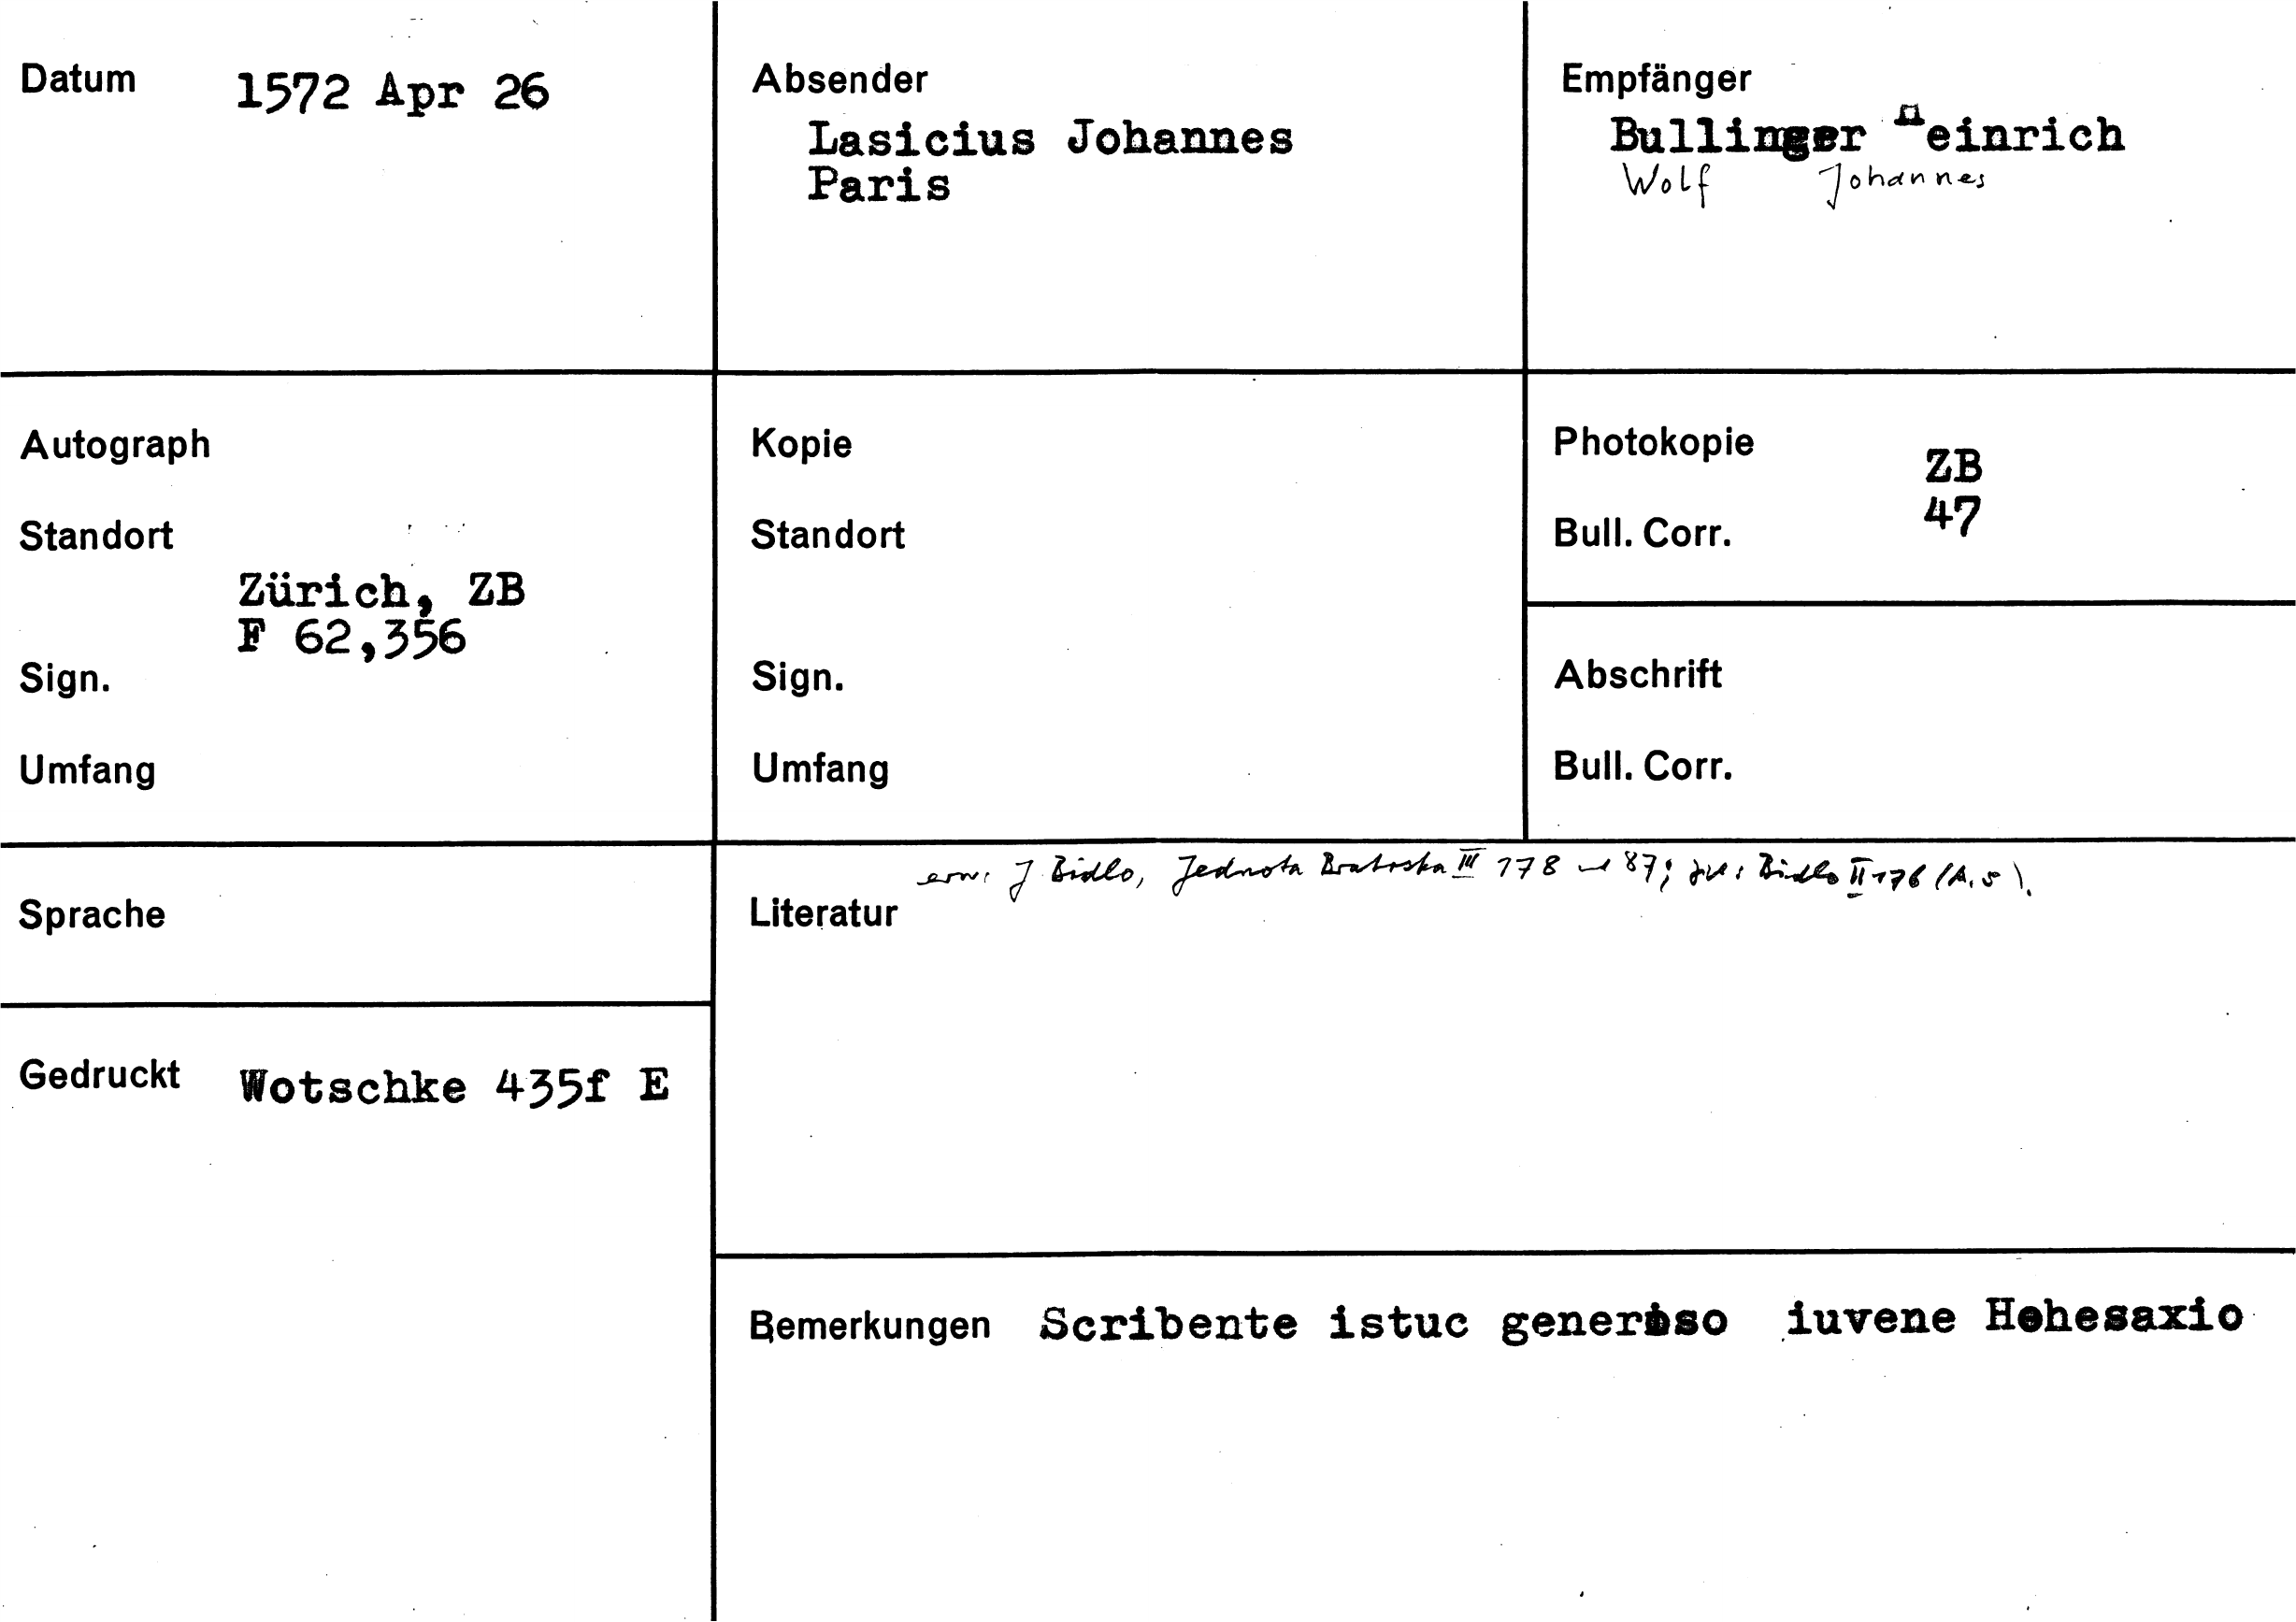 Datum 1572 Apr 26
Absender
Lasicius Johannes
Paris
Empfänger
Bullinger Heinrich
Wolf Johannes
Autograph
Standort
Zürich, ZB
F 62,356
Sign.
Umfang
Kopie
Standort
Sign.
Umfang
Photokopie ZB
Bull. Corr. 47
Abschrift
Bull. Corr.
Sprache
Gedruckt Wotschke 435f E
erw: J Bidlo, Jednota Bratrska III 178 87; Bidlo II 176 (A. 5).
Literatur
Bemerkungen Scribente istuc generoso iuvene Hohesaxio